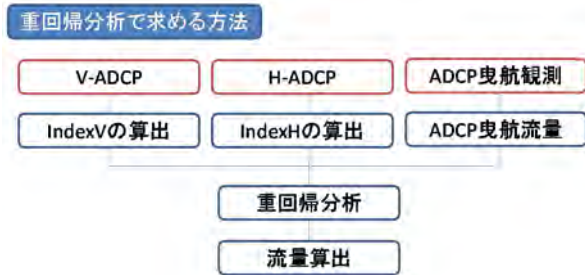 重回帰分析で求める方法
V-ADCP
H-ADCP
ADCP曳航観測
IndexVの算出
IndexHの算出
ADCP曳航流量
重回帰分析
流量算出